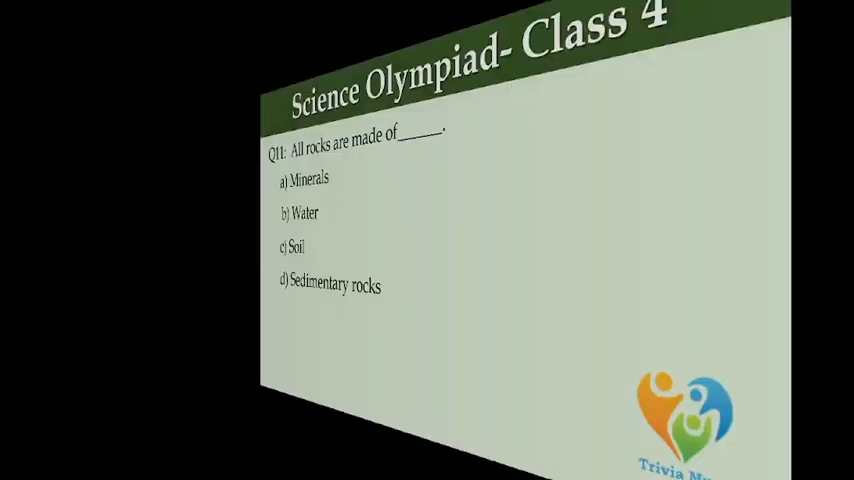 Science Olympiad- Class 4
Q11: All rocks are made of______.
a) Minerals
b) Water
c) Soil
d) Sedimentary rocks
Trivia